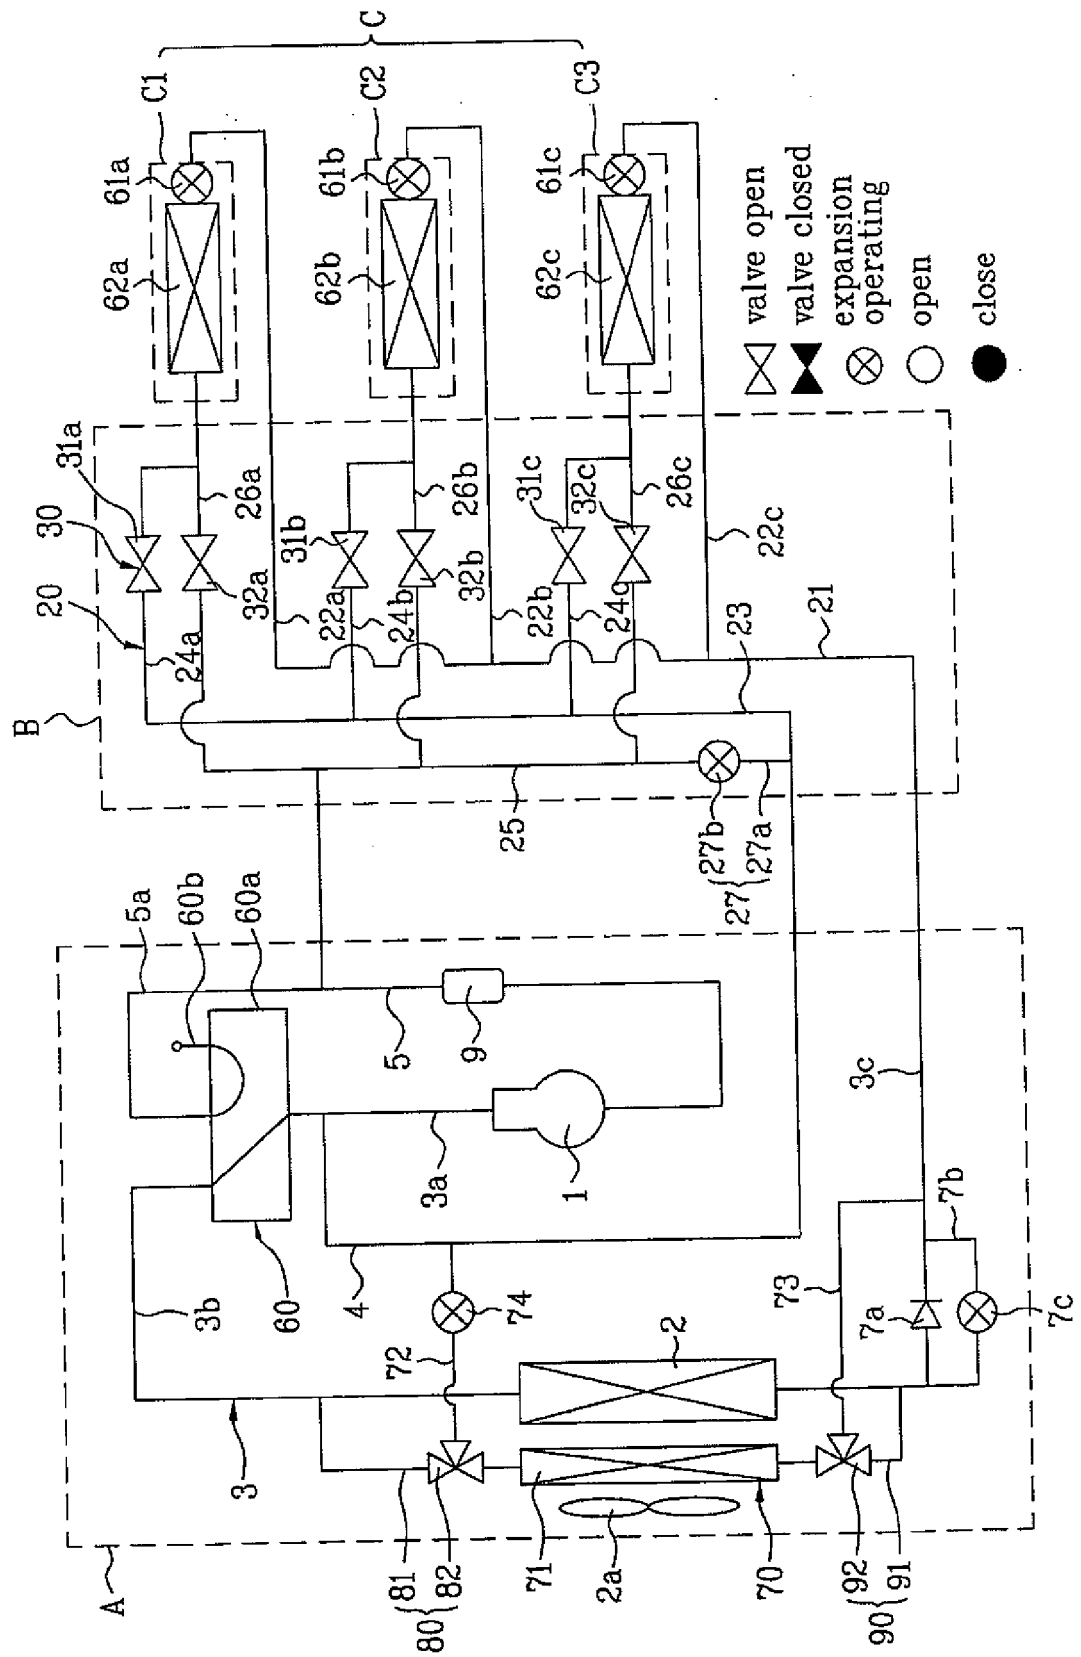 C
C1
C2
C3
61a
61b
61c
62a
62b
62c
valve open
valve closed
expansion
operating
open
close
B
20
30
31a
26a
32a
24a
22a
31b
26b
32b
24b
22b
31c
32c
26c
24c
22c
21
23
25
27b
27a
27
5a
60b
60a
5
9
3a
1
3c
60
3b
4
74
72
73
7b
7a
7c
3
2
A
81
82
80
71
2a
70
92
91
90